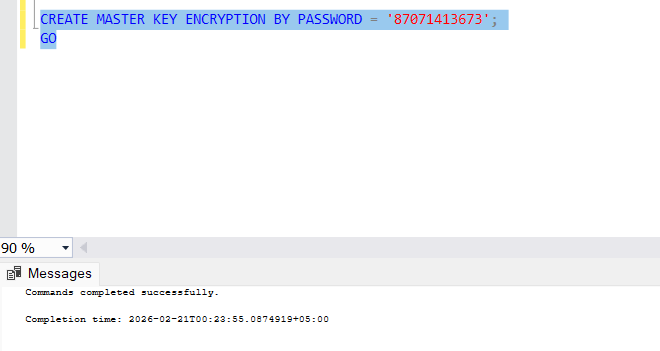 CREATE MASTER KEY ENCRYPTION BY PASSWORD = '87071413673';
GO
90 %
Messages
Commands completed successfully.
Completion time: 2026-02-21T00:23:55.0874919+05:00